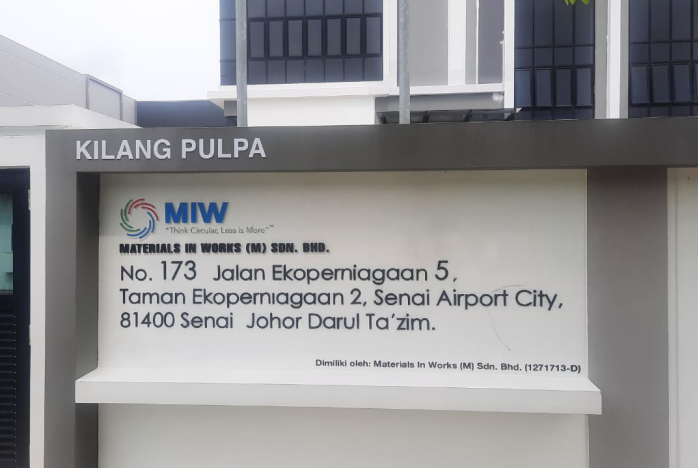 KILANG PULPA
MIW
"Think Circular, Less is More"™
MATERIALS IN WORKS (M) SDN. BHD.
No. 173 Jalan Ekoperniagaan 5,
Taman Ekoperniagaan 2, Senai Airport City,
81400 Senai Johor Darul Ta'zim.
Dimiliki oleh: Materials In Works (M) Sdn. Bhd. (1271713-D)